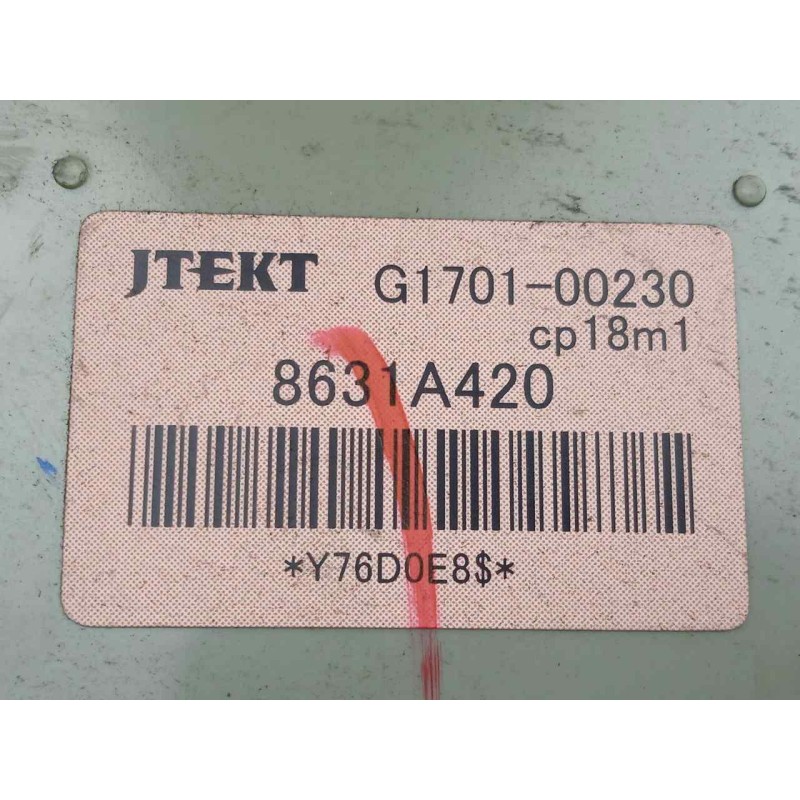 JTEKT G1701-00230
cp18m1
8631A420
*Y76D0E8$*